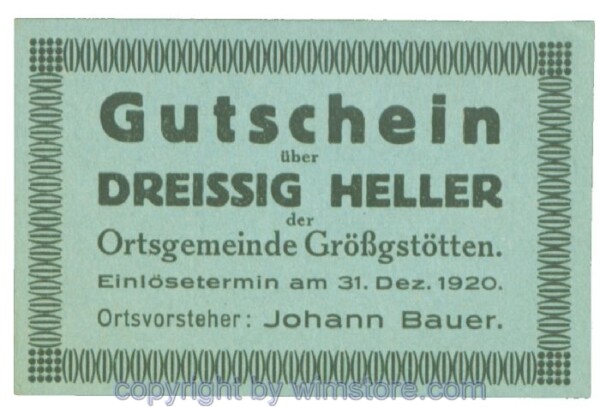 Gutschein
über
DREISSIG HELLER
der
Ortsgemeinde Größgstötten.
Einlösetermin am 31. Dez. 1920.
Ortsvorsteher: Johann Bauer.
copyright by wimstore.com